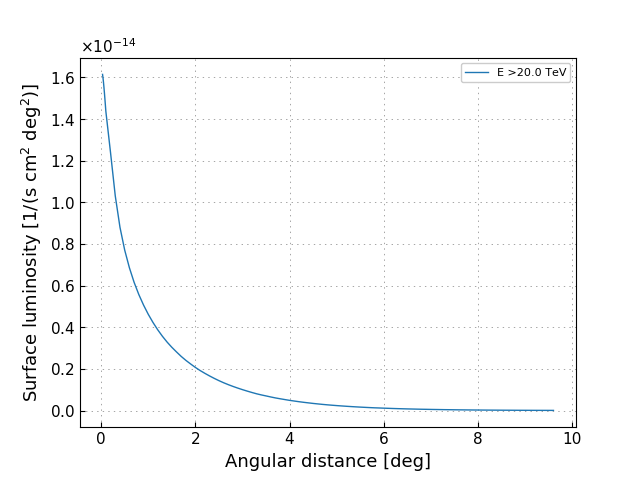 ×10⁻¹⁴
E >20.0 TeV
Surface luminosity [1/(s cm² deg²)]
1.6
1.4
1.2
1.0
0.8
0.6
0.4
0.2
0.0
0 2 4 6 8 10
Angular distance [deg]